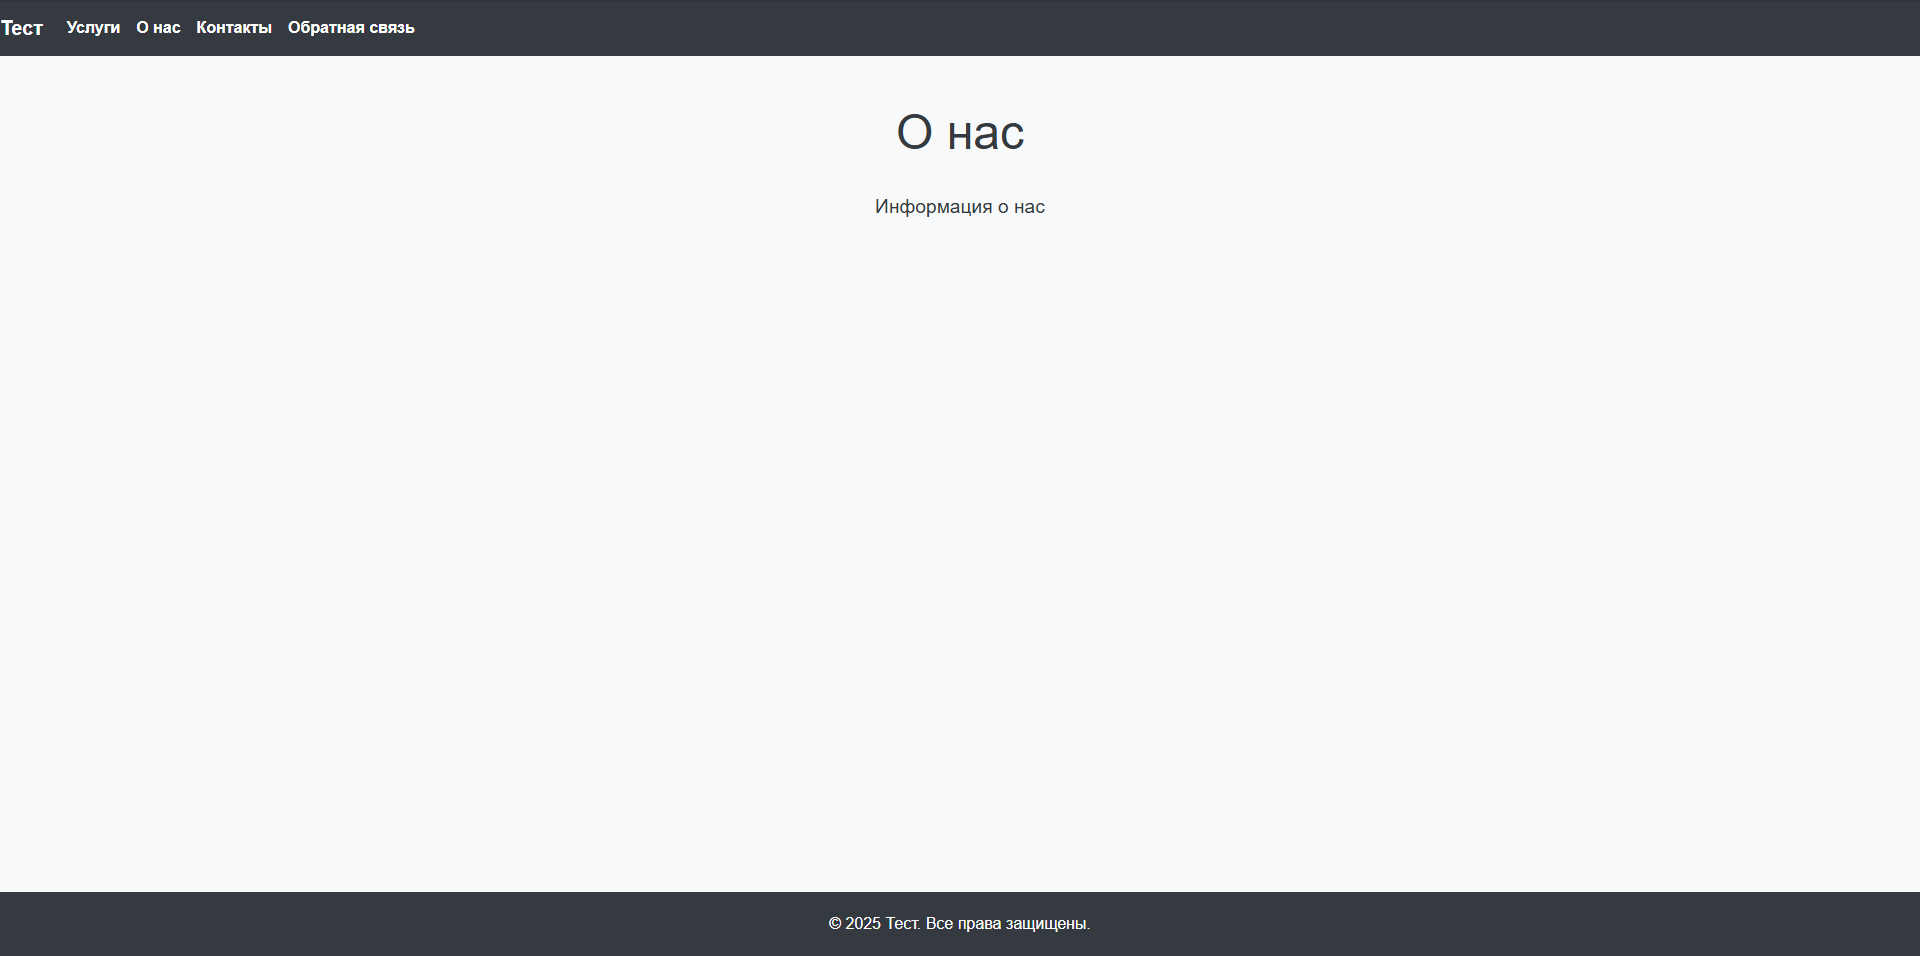 Тест Услуги О нас Контакты Обратная связь
О нас
Информация о нас
© 2025 Тест. Все права защищены.